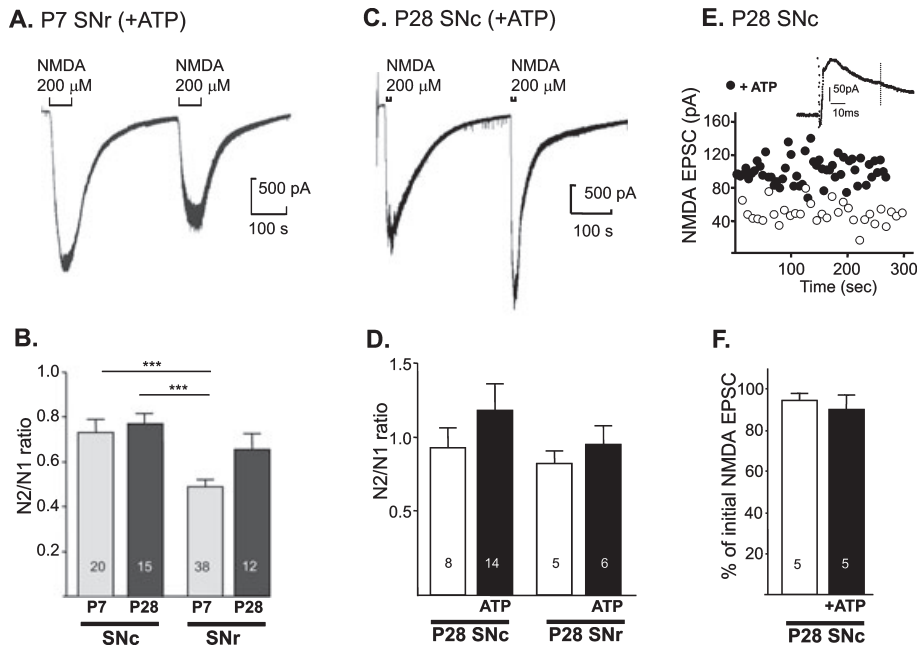 A. P7 SNr (+ATP)
NMDA
200 μM
NMDA
200 μM
500 pA
100 s
C. P28 SNc (+ATP)
NMDA
200 μM
NMDA
200 μM
500 pA
100 s
E. P28 SNc
+ ATP
50pA
10ms
NMDA EPSC (pA)
160
120
80
40
100
200
300
Time (sec)
B.
N2/N1 ratio
1.0
0.8
0.6
0.4
0.2
***
***
20
15
38
12
P7
P28
P7
P28
SNc
SNr
D.
N2/N1 ratio
1.5
1.0
0.5
8
14
5
6
ATP
ATP
P28 SNc
P28 SNr
F.
% of initial NMDA EPSC
100
80
60
40
20
5
5
+ATP
P28 SNc